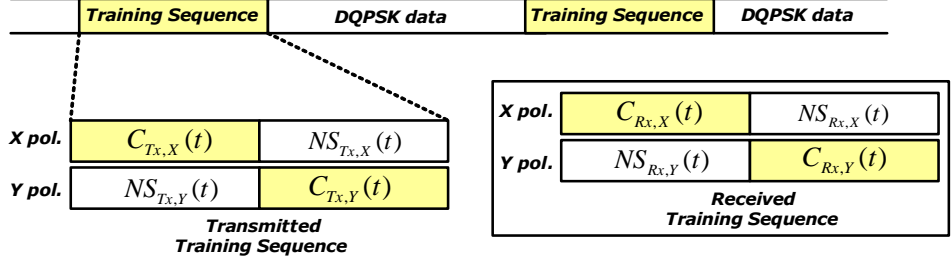 Training Sequence DQPSK data Training Sequence DQPSK data
X pol. C_{Tx,X}(t) NS_{Tx,X}(t)
Y pol. NS_{Tx,Y}(t) C_{Tx,Y}(t)
Transmitted
Training Sequence
X pol. C_{Rx,X}(t) NS_{Rx,X}(t)
Y pol. NS_{Rx,Y}(t) C_{Rx,Y}(t)
Received
Training Sequence